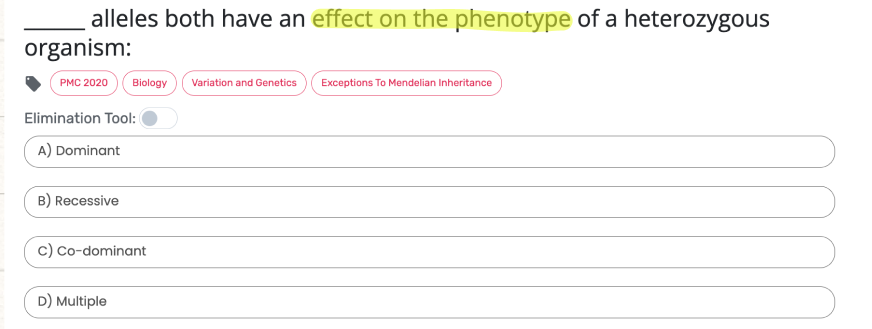 ______ alleles both have an effect on the phenotype of a heterozygous
organism:
PMC 2020 Biology Variation and Genetics Exceptions To Mendelian Inheritance
Elimination Tool:
A) Dominant
B) Recessive
C) Co-dominant
D) Multiple